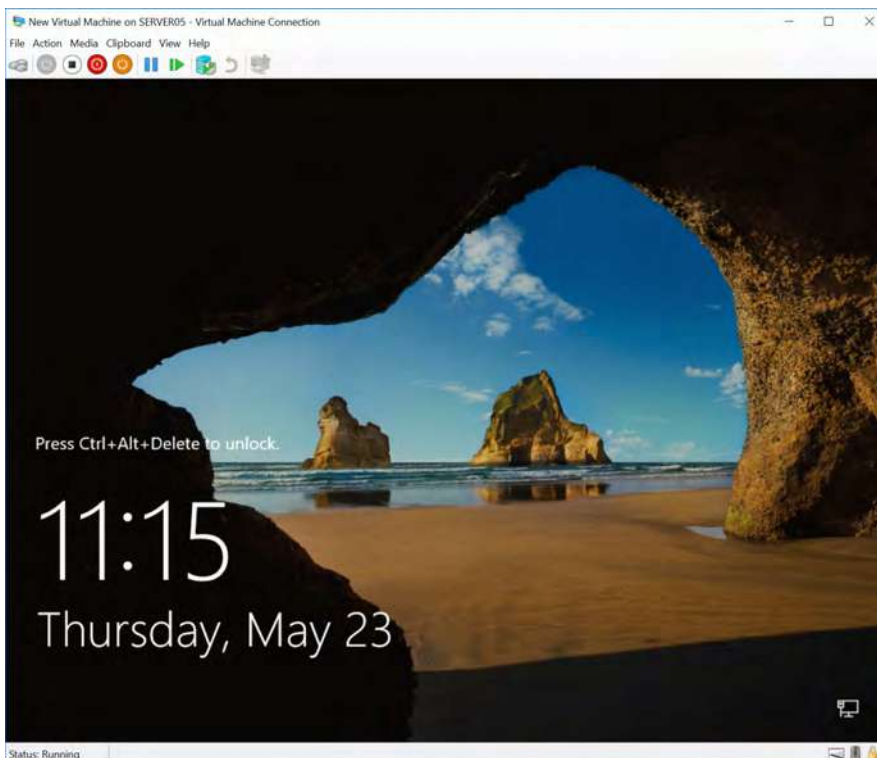 New Virtual Machine on SERVER05 - Virtual Machine Connection
File Action Media Clipboard View Help
Press Ctrl+Alt+Delete to unlock.
11:15
Thursday, May 23
Status: Running